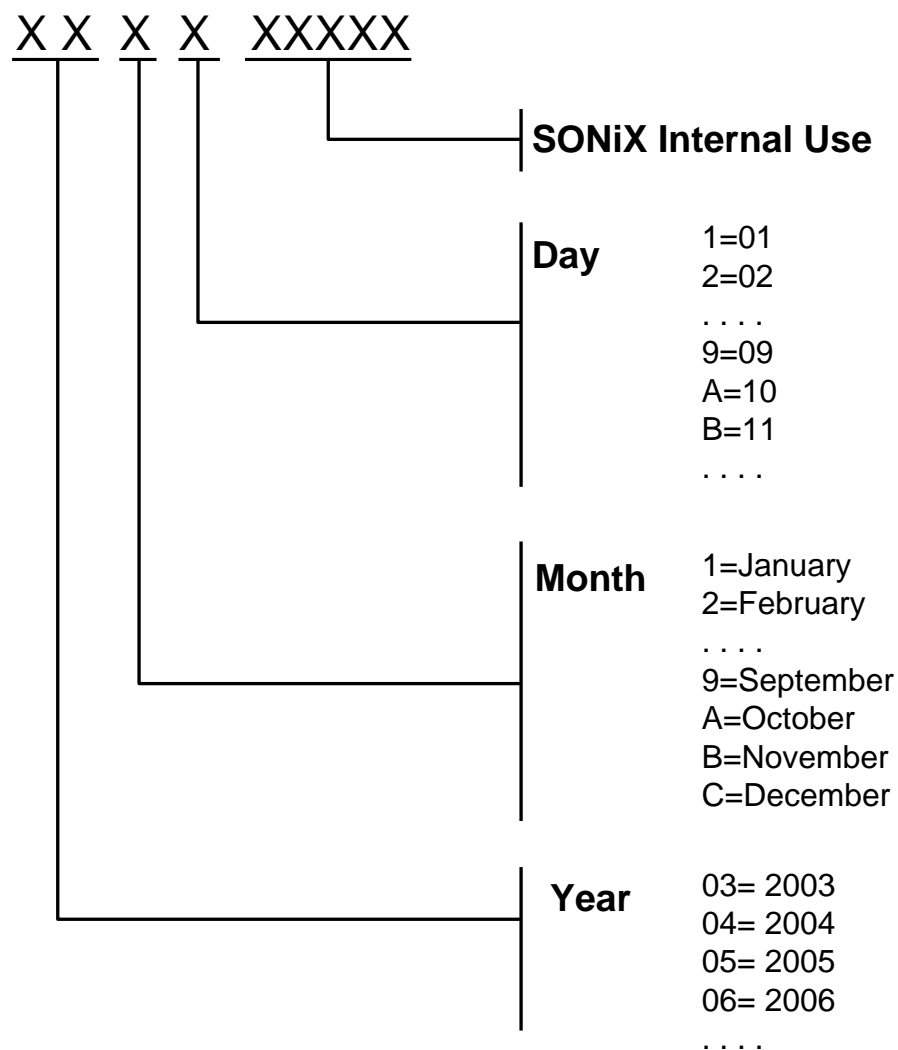 X X X X XXXXX
SONiX Internal Use
Day
1=01
2=02
. . . .
9=09
A=10
B=11
. . . .
Month
1=January
2=February
. . . .
9=September
A=October
B=November
C=December
Year
03= 2003
04= 2004
05= 2005
06= 2006
. . . .